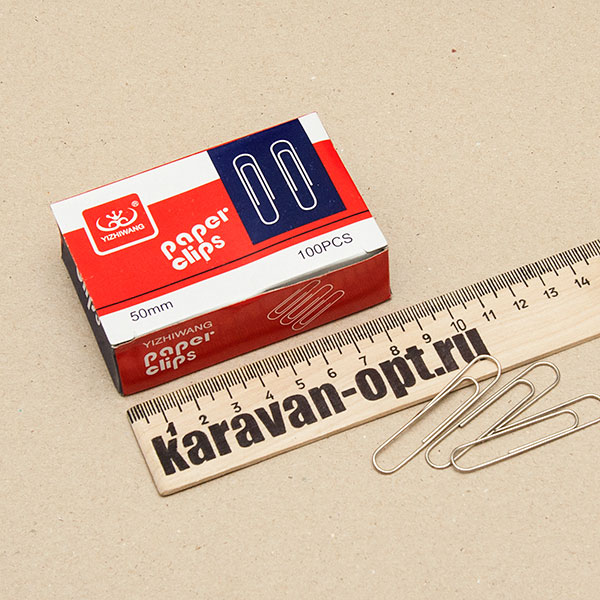 YIZHIWANG
®
paper
clips
100PCS
50mm
YIZHIWANG
paper
clips
1 2 3 4 5 6 7 8 9 10 11 12 13 14
karavan-opt.ru